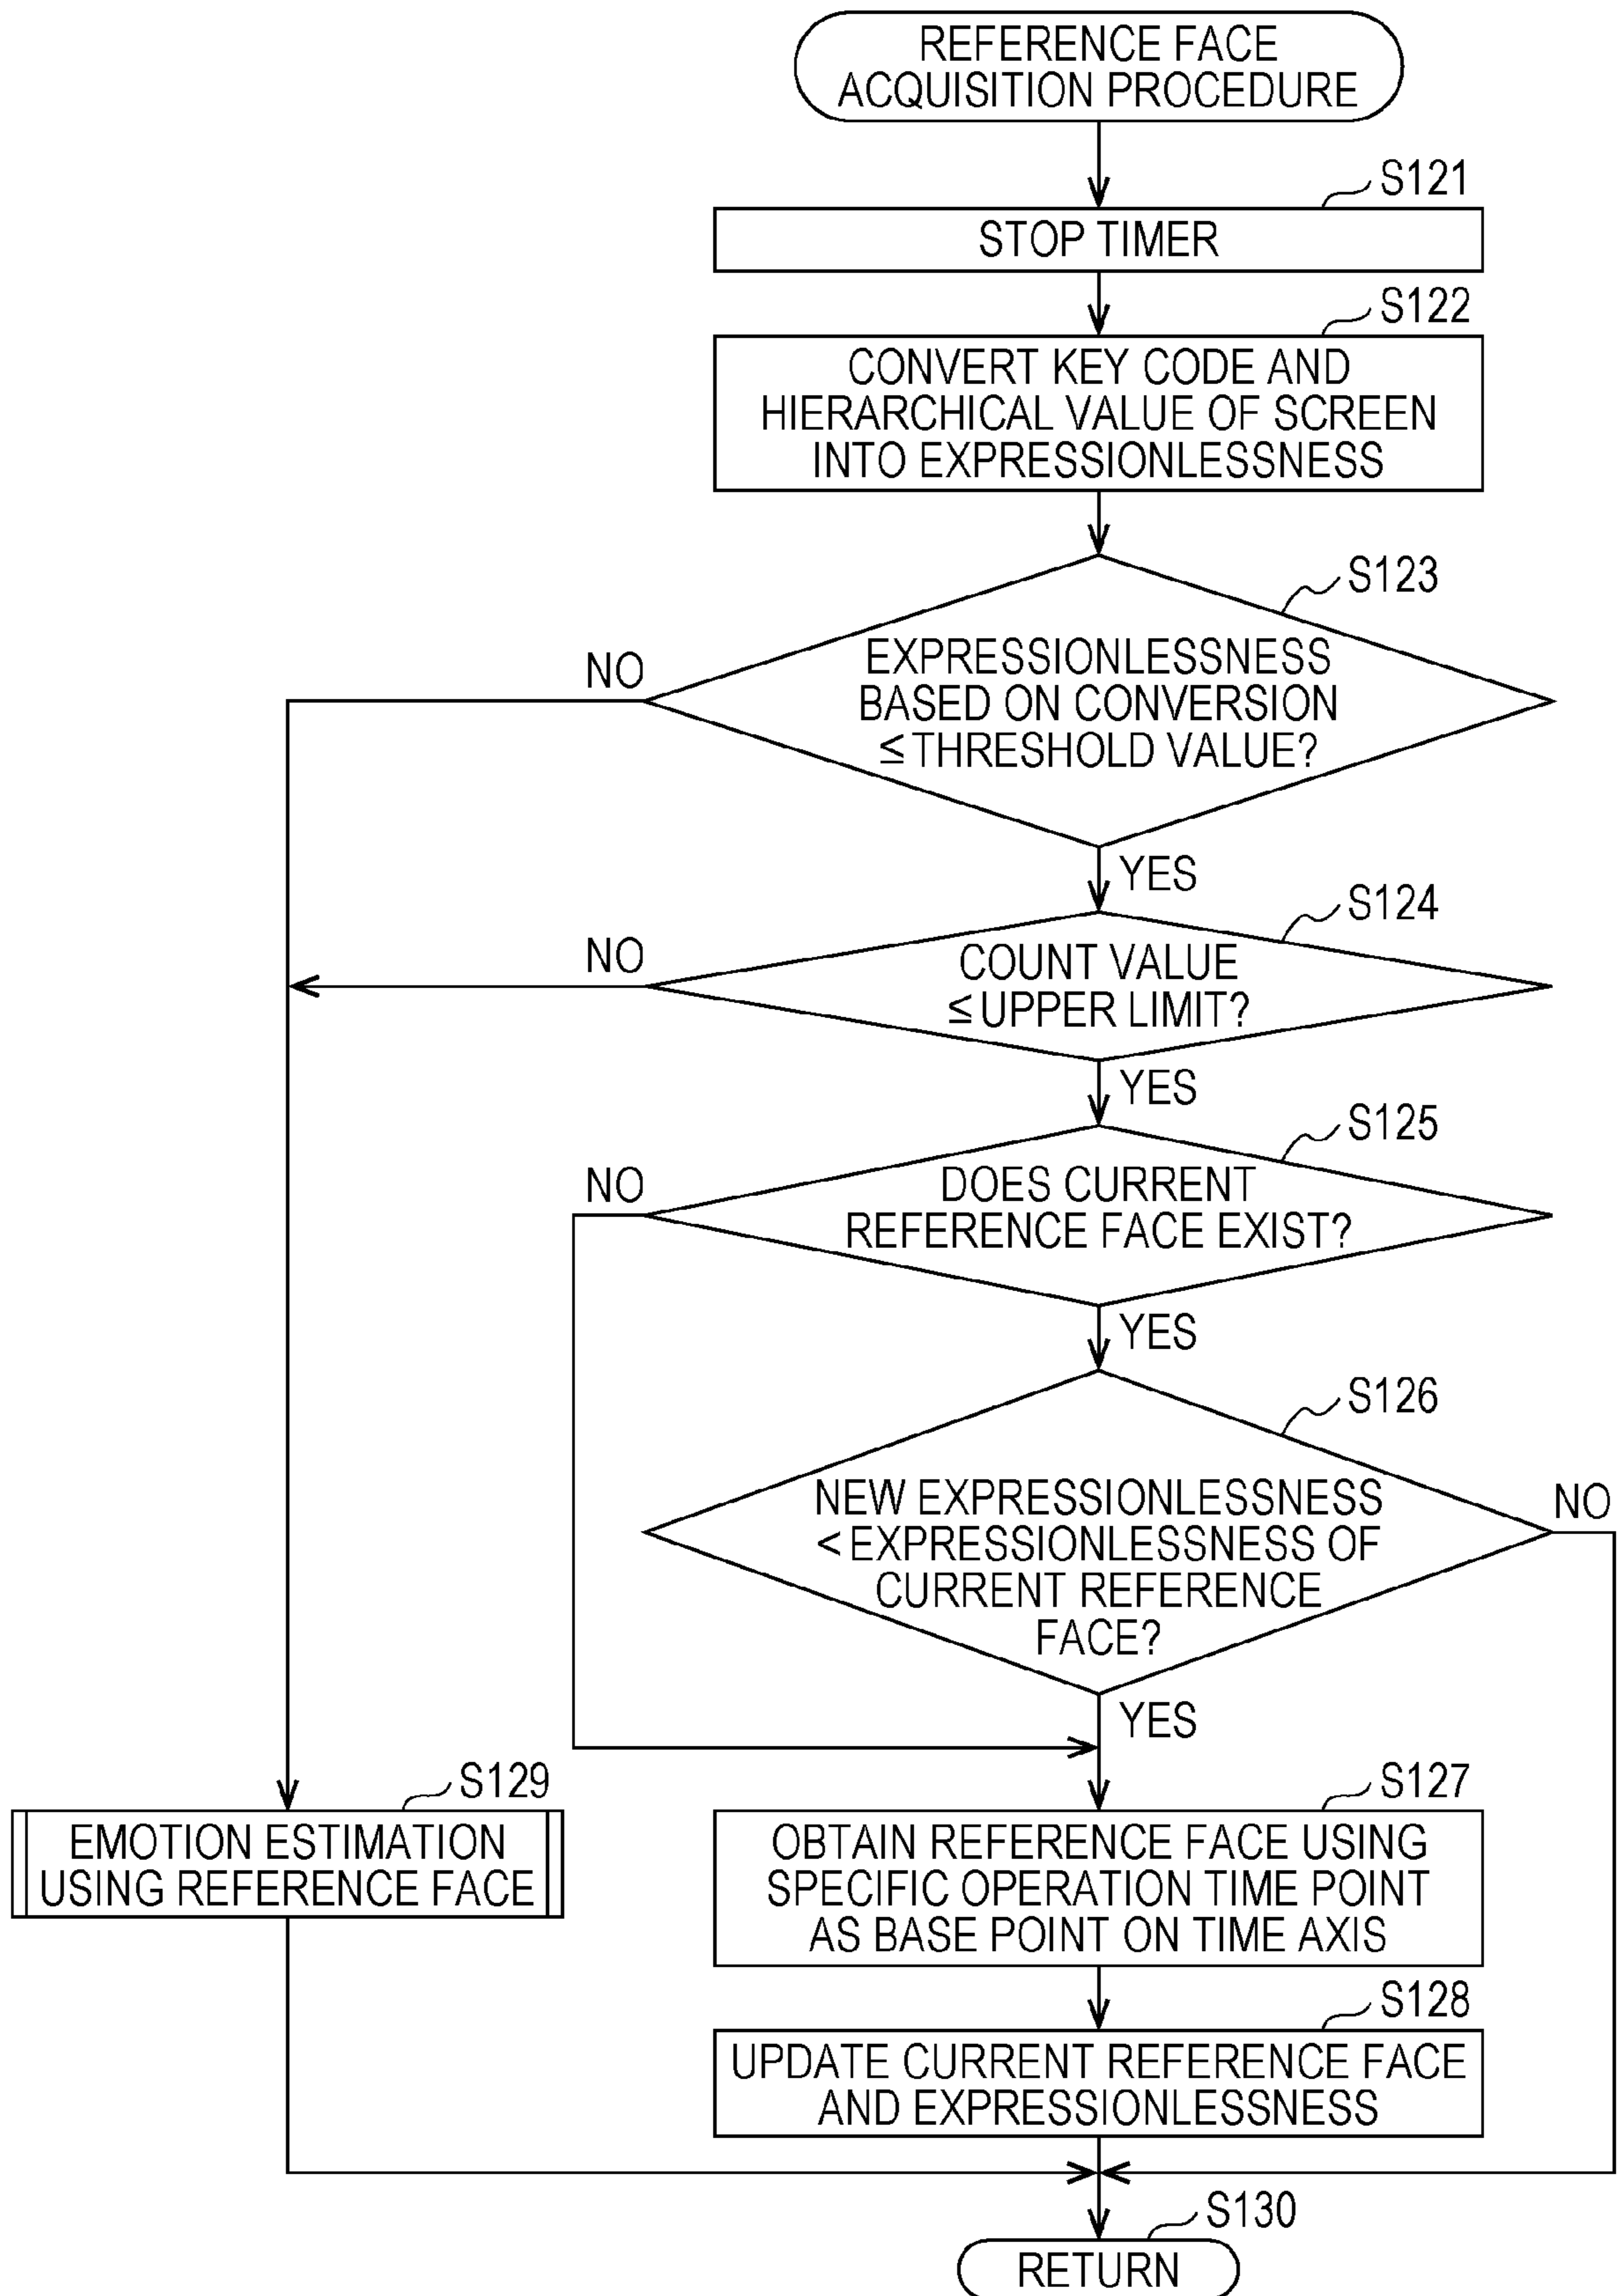 REFERENCE FACE
ACQUISITION PROCEDURE
S121
STOP TIMER
S122
CONVERT KEY CODE AND
HIERARCHICAL VALUE OF SCREEN
INTO EXPRESSIONLESSNESS
S123
NO
EXPRESSIONLESSNESS
BASED ON CONVERSION
≤ THRESHOLD VALUE?
YES
S124
NO
COUNT VALUE
≤ UPPER LIMIT?
YES
S125
NO
DOES CURRENT
REFERENCE FACE EXIST?
YES
S126
NEW EXPRESSIONLESSNESS
< EXPRESSIONLESSNESS OF
CURRENT REFERENCE
FACE?
NO
YES
S129
EMOTION ESTIMATION
USING REFERENCE FACE
S127
OBTAIN REFERENCE FACE USING
SPECIFIC OPERATION TIME POINT
AS BASE POINT ON TIME AXIS
S128
UPDATE CURRENT REFERENCE FACE
AND EXPRESSIONLESSNESS
S130
RETURN